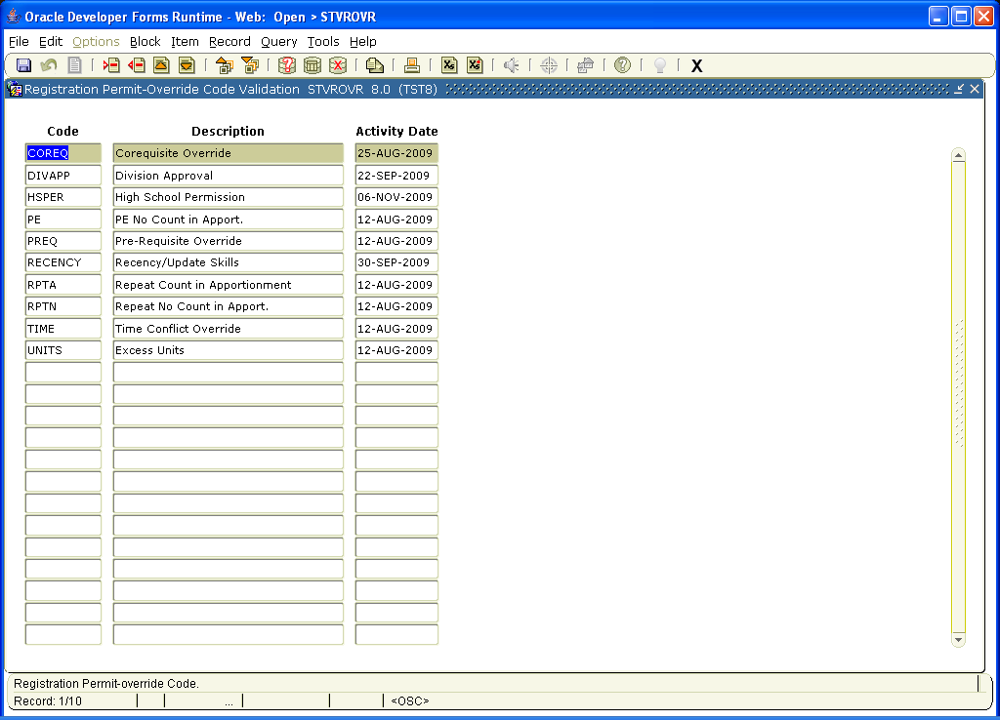 Oracle Developer Forms Runtime - Web: Open > STVROVR
File Edit Options Block Item Record Query Tools Help
X
Registration Permit-Override Code Validation STVROVR 8.0 (TST8)
Code Description Activity Date
COREQ Corequisite Override 25-AUG-2009
DIVAPP Division Approval 22-SEP-2009
HSPER High School Permission 06-NOV-2009
PE PE No Count in Apport. 12-AUG-2009
PREQ Pre-Requisite Override 12-AUG-2009
RECENCY Recency/Update Skills 30-SEP-2009
RPTA Repeat Count in Apportionment 12-AUG-2009
RPTN Repeat No Count in Apport. 12-AUG-2009
TIME Time Conflict Override 12-AUG-2009
UNITS Excess Units 12-AUG-2009
Registration Permit-override Code.
Record: 1/10 ... <OSC>